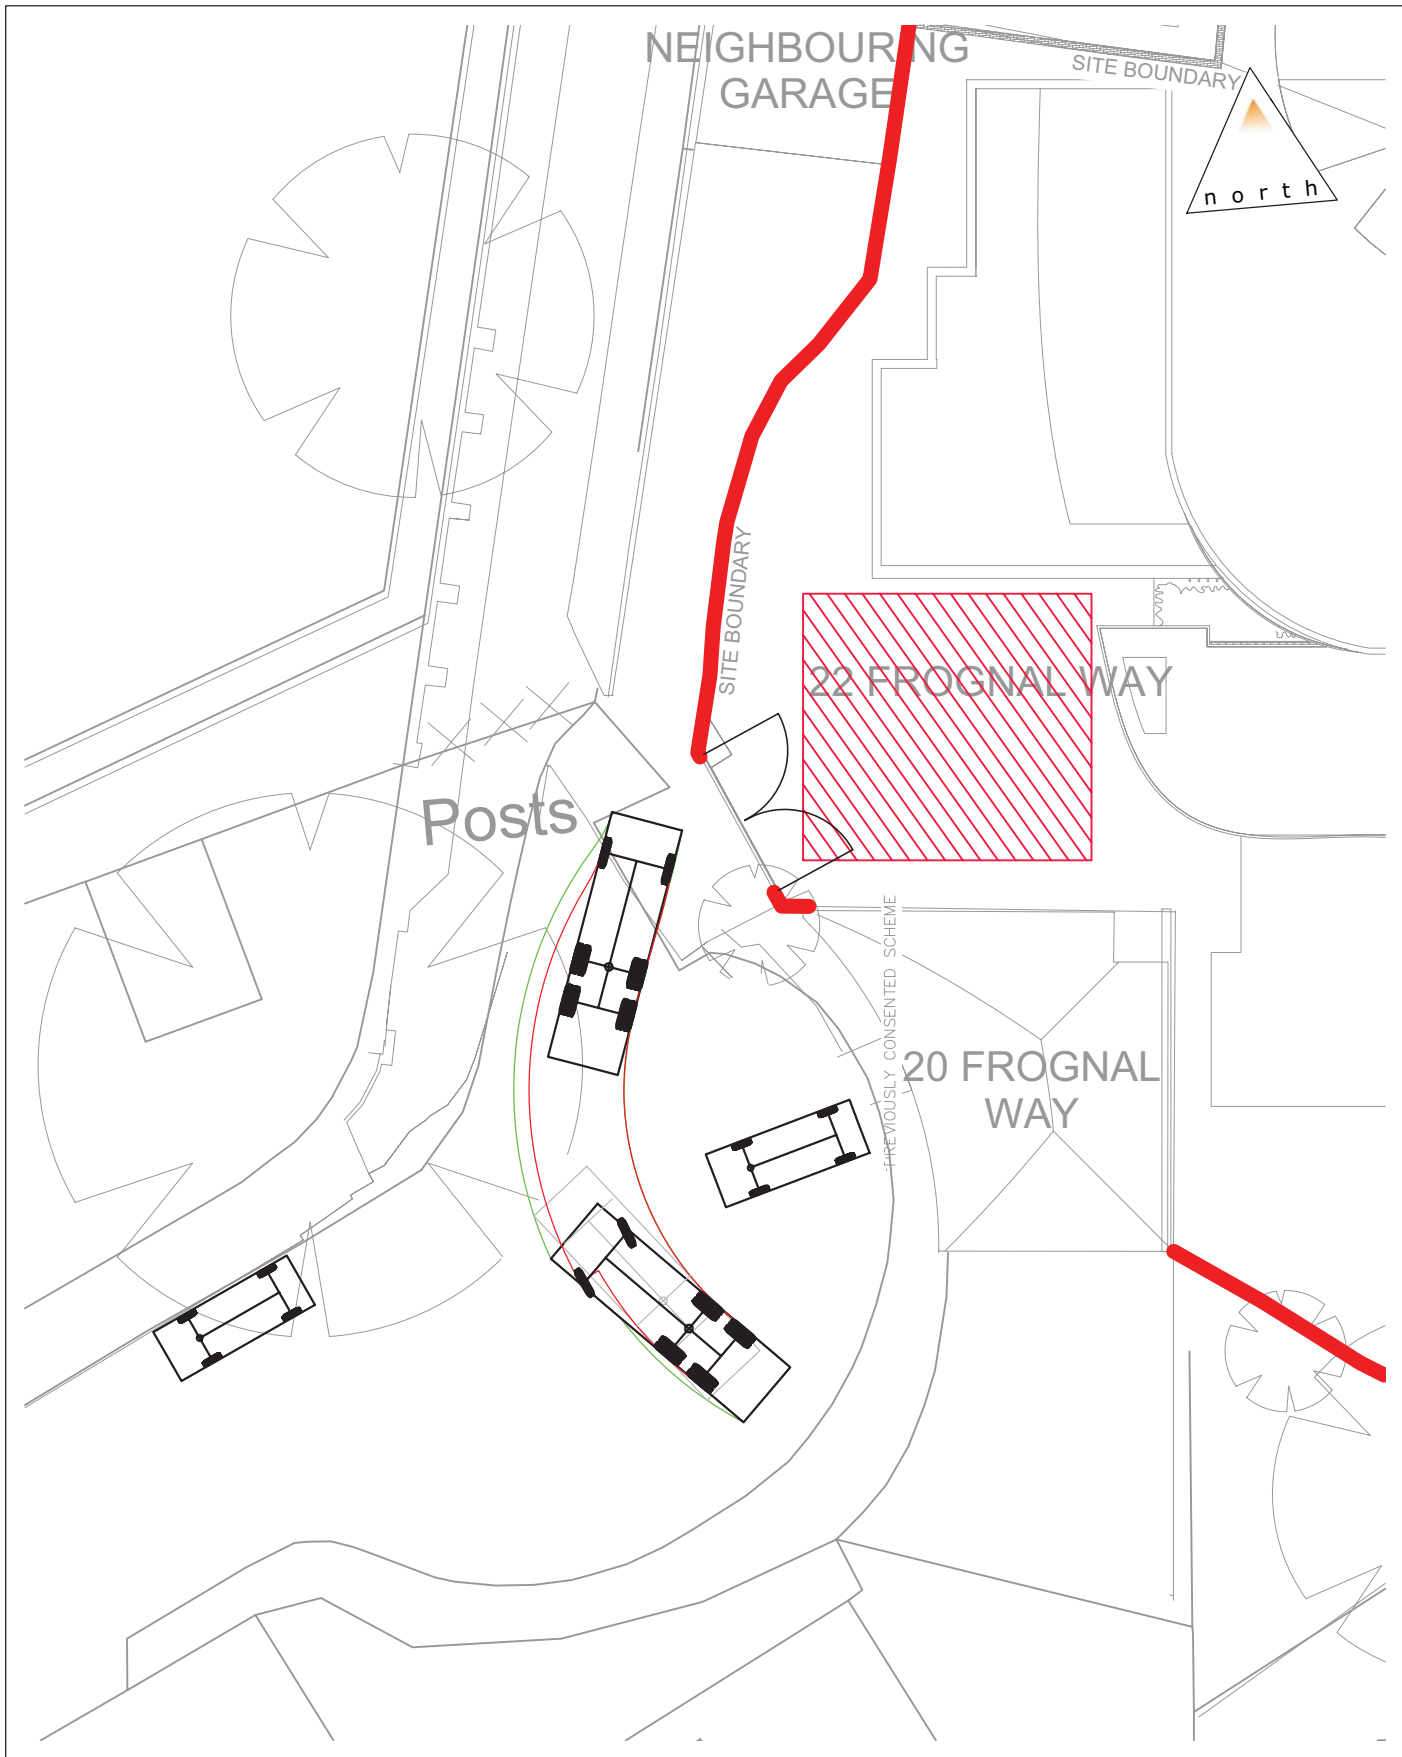 NEIGHBOURING
GARAGE
SITE BOUNDARY
north
SITE BOUNDARY
22 FROGNAL WAY
Posts
PREVIOUSLY CONSENTED SCHEME
20 FROGNAL
WAY